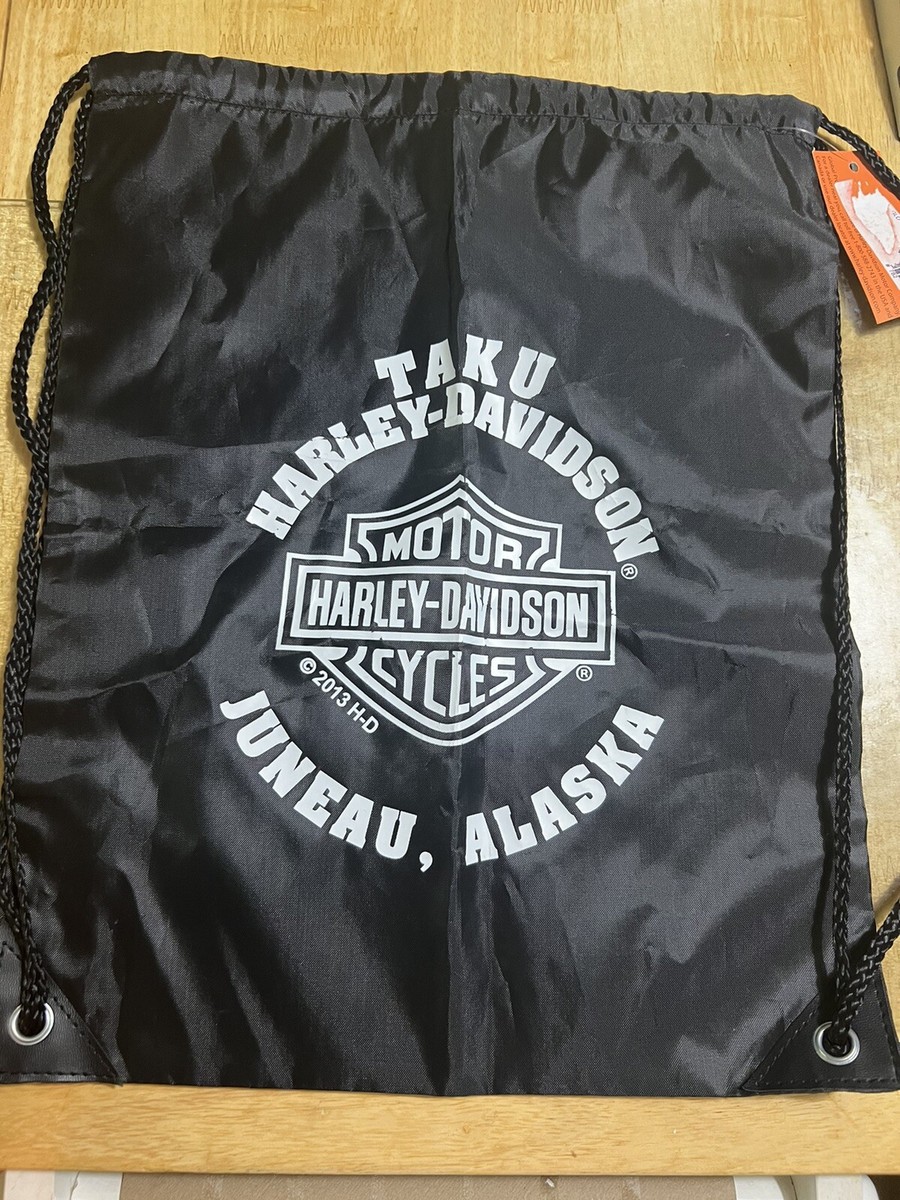 TAKU
HARLEY-DAVIDSON®
MOTOR
HARLEY-DAVIDSON
CYCLES
®
© 2013 H-D
JUNEAU, ALASKA